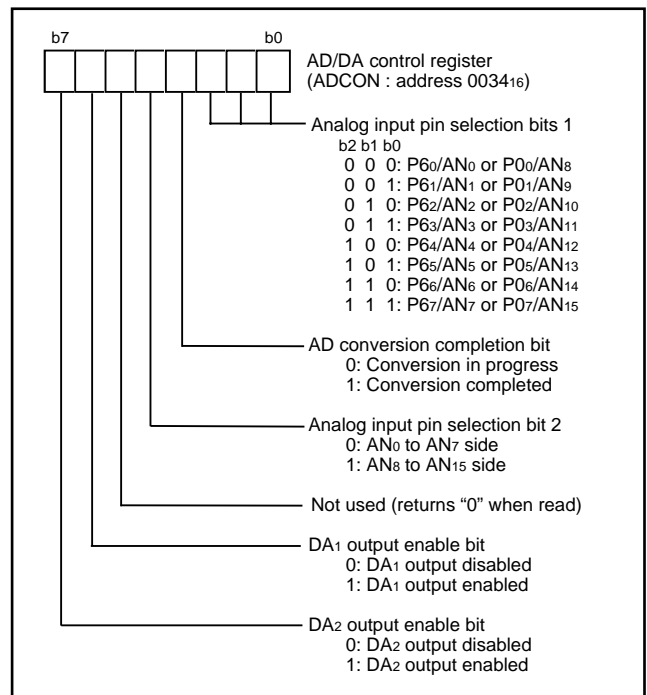 b7 b0
AD/DA control register
(ADCON : address 003416)
Analog input pin selection bits 1
b2 b1 b0
0 0 0: P60/AN0 or P00/AN8
0 0 1: P61/AN1 or P01/AN9
0 1 0: P62/AN2 or P02/AN10
0 1 1: P63/AN3 or P03/AN11
1 0 0: P64/AN4 or P04/AN12
1 0 1: P65/AN5 or P05/AN13
1 1 0: P66/AN6 or P06/AN14
1 1 1: P67/AN7 or P07/AN15
AD conversion completion bit
0: Conversion in progress
1: Conversion completed
Analog input pin selection bit 2
0: AN0 to AN7 side
1: AN8 to AN15 side
Not used (returns “0” when read)
DA1 output enable bit
0: DA1 output disabled
1: DA1 output enabled
DA2 output enable bit
0: DA2 output disabled
1: DA2 output enabled